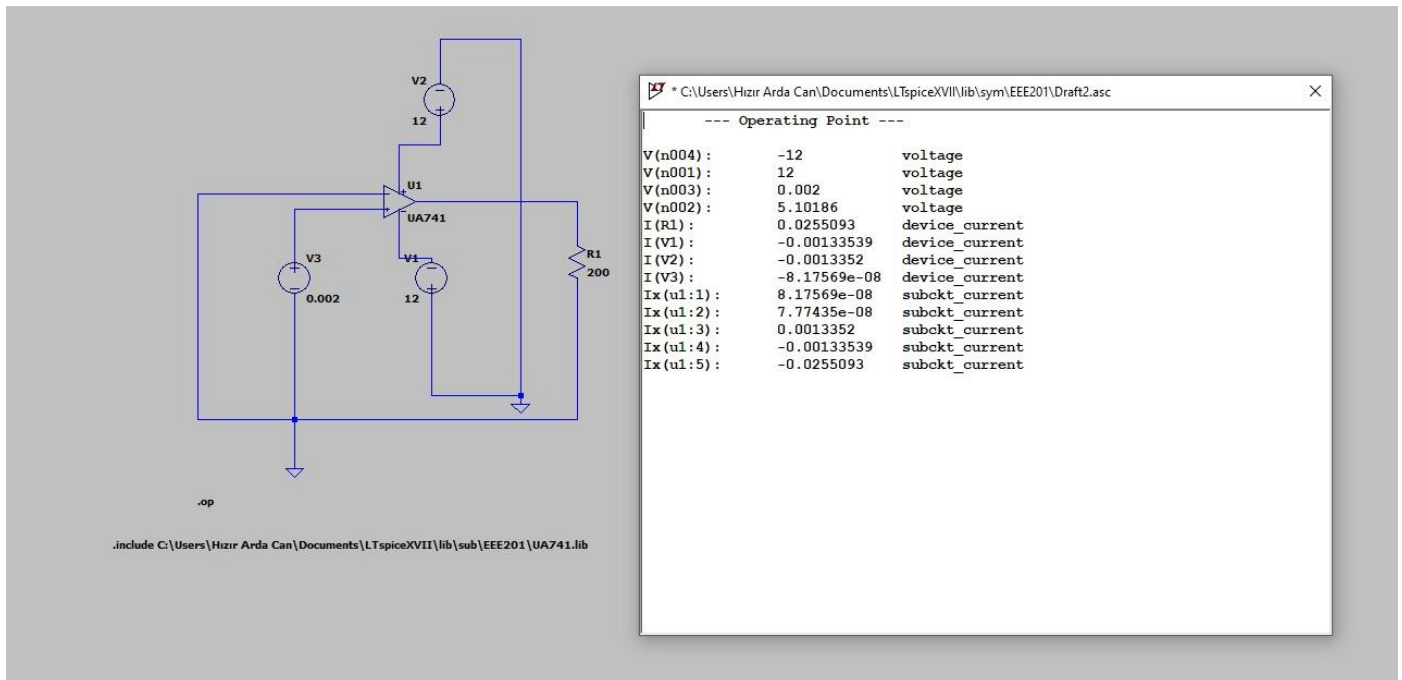 V2
12
U1
UA741
V3
0.002
V1
12
R1
200
.op
.include C:\Users\Hızır Arda Can\Documents\LTspiceXVII\lib\sub\EEE201\UA741.lib
* C:\Users\Hızır Arda Can\Documents\LTspiceXVII\lib\sym\EEE201\Draft2.asc
--- Operating Point ---
V(n004): -12 voltage
V(n001): 12 voltage
V(n003): 0.002 voltage
V(n002): 5.10186 voltage
I(R1): 0.0255093 device_current
I(V1): -0.00133539 device_current
I(V2): -0.0013352 device_current
I(V3): -8.17569e-08 device_current
Ix(u1:1): 8.17569e-08 subckt_current
Ix(u1:2): 7.77435e-08 subckt_current
Ix(u1:3): 0.0013352 subckt_current
Ix(u1:4): -0.00133539 subckt_current
Ix(u1:5): -0.0255093 subckt_current